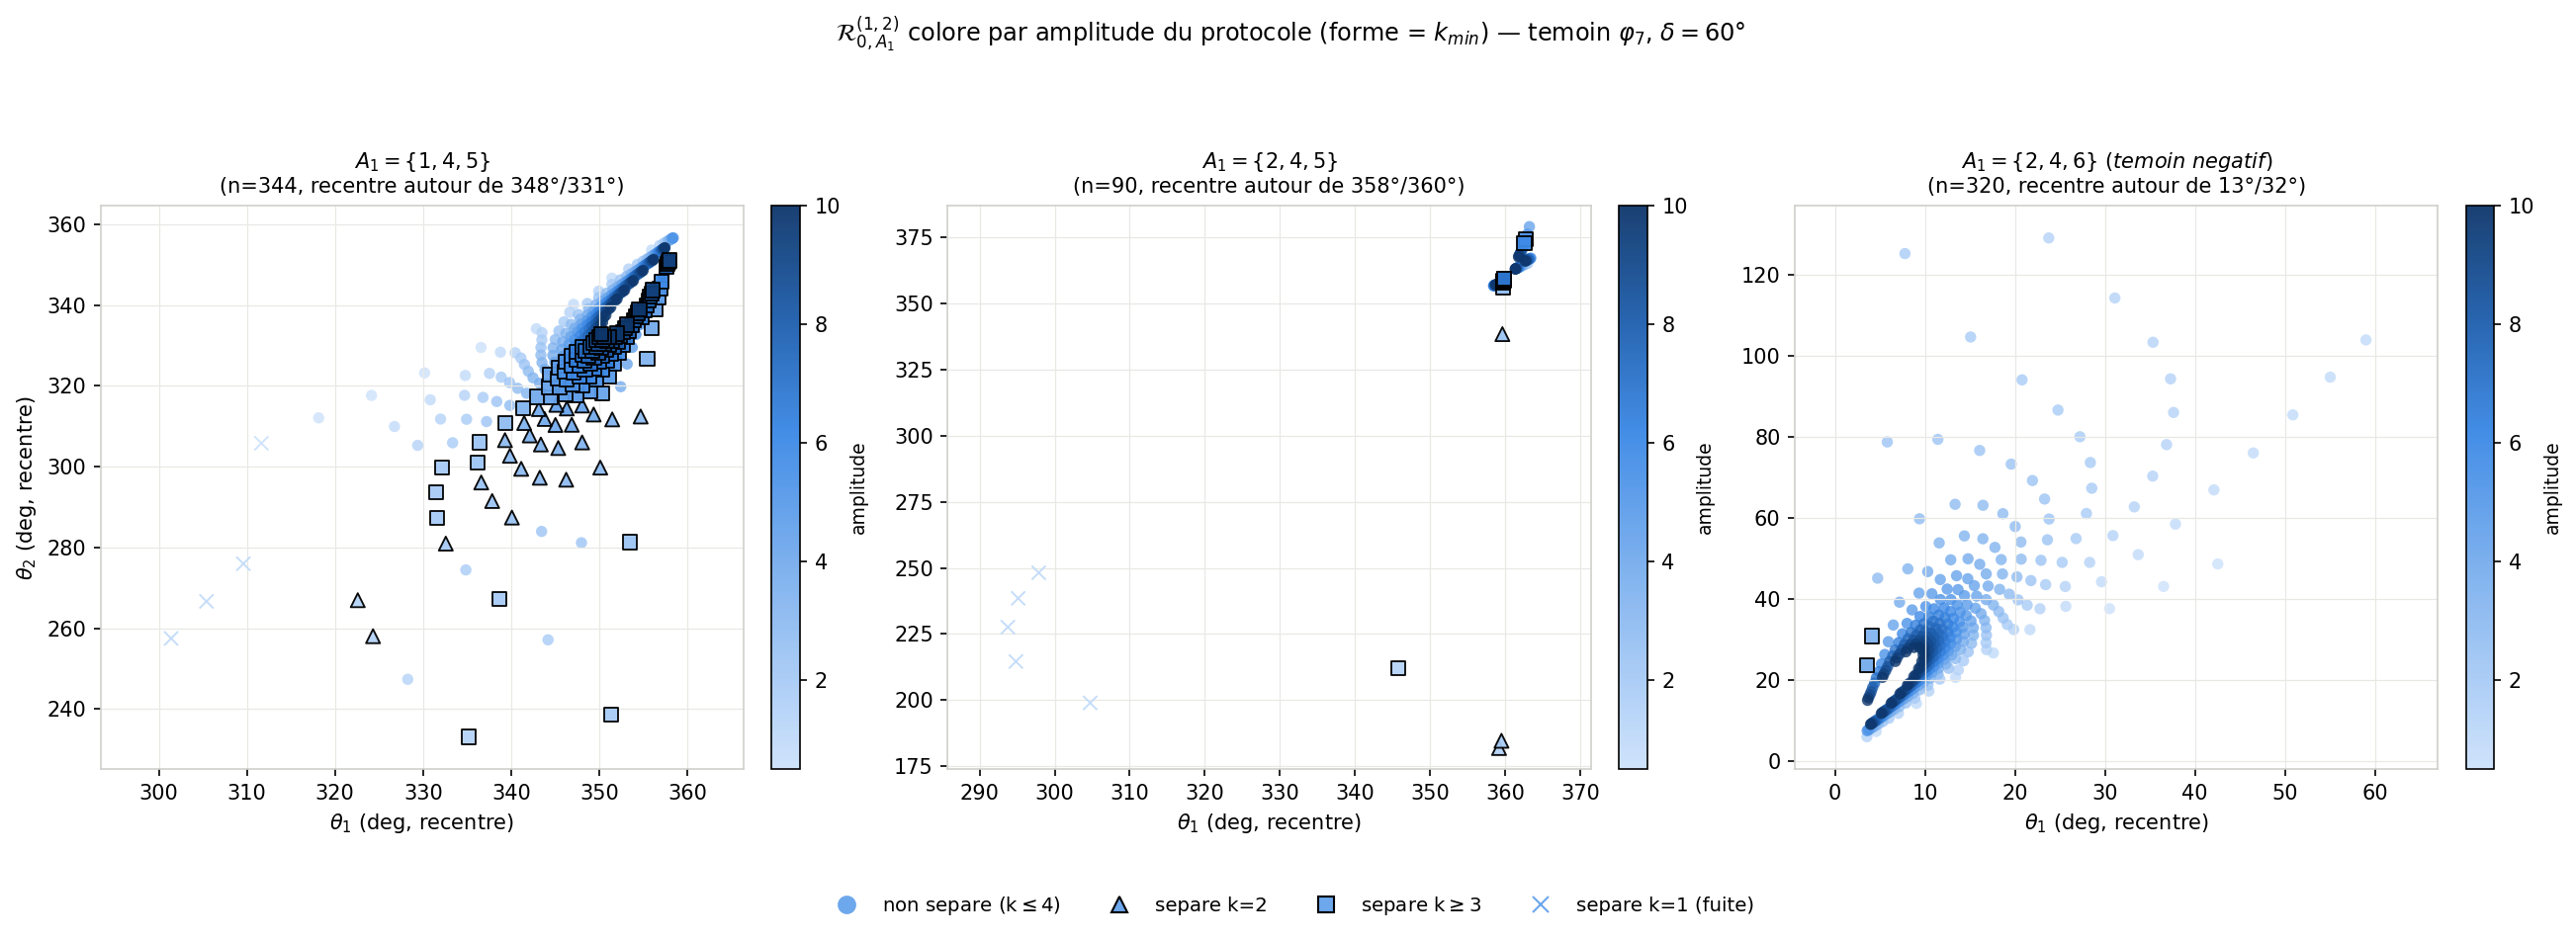 $\mathcal{R}_{0,A_1}^{(1,2)}$ colore par amplitude du protocole (forme = $k_{min}$) — temoin $\varphi_7$, $\delta = 60°$
$A_1 = \{1, 4, 5\}$
(n=344, recentre autour de 348°/331°)
360
340
320
300
280
260
240
θ₂ (deg, recentre)
300 310 320 330 340 350 360
θ₁ (deg, recentre)
10
8
6
4
2
amplitude
$A_1 = \{2, 4, 5\}$
(n=90, recentre autour de 358°/360°)
375
350
325
300
275
250
225
200
175
290 300 310 320 330 340 350 360 370
θ₁ (deg, recentre)
10
8
6
4
2
amplitude
$A_1 = \{2, 4, 6\}$ (temoin negatif)
(n=320, recentre autour de 13°/32°)
120
100
80
60
40
20
0
0 10 20 30 40 50 60
θ₁ (deg, recentre)
10
8
6
4
2
amplitude
non separe (k ≤ 4)
separe k=2
separe k ≥ 3
separe k=1 (fuite)